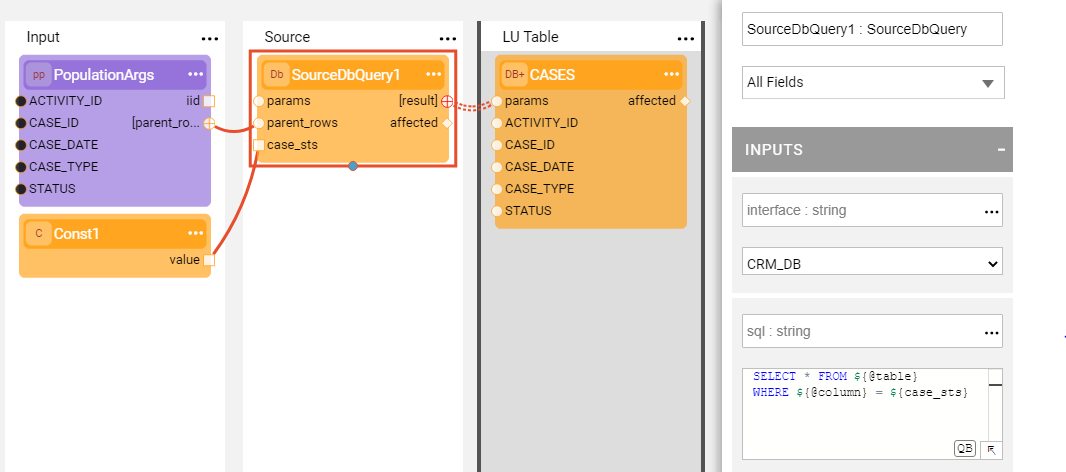 Input
...
pp PopulationArgs ...
ACTIVITY_ID iid
CASE_ID [parent_ro...
CASE_DATE
CASE_TYPE
STATUS
C Const1 ...
value
Source
...
Db SourceDbQuery1 ...
params [result]
parent_rows affected
case_sts
LU Table
...
DB+ CASES ...
params affected
ACTIVITY_ID
CASE_ID
CASE_DATE
CASE_TYPE
STATUS
SourceDbQuery1 : SourceDbQuery
All Fields
INPUTS -
interface : string ...
CRM_DB
sql : string ...
SELECT * FROM ${@table}
WHERE ${@column} = ${case_sts}
QB